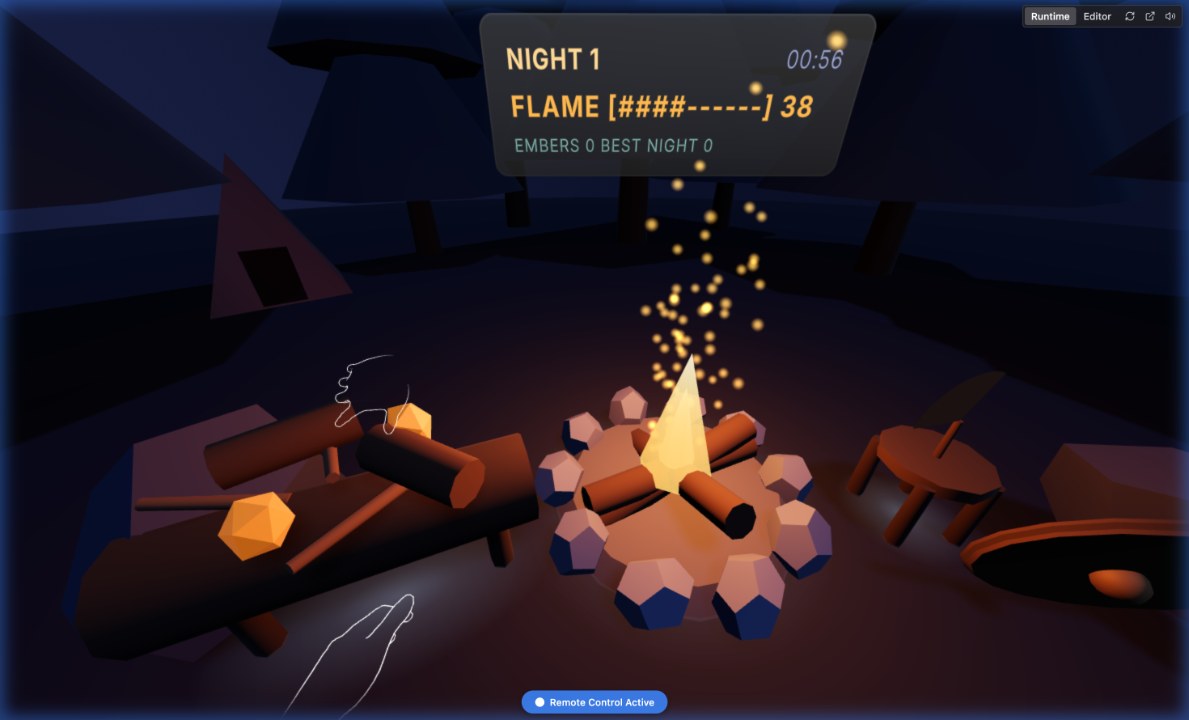 Runtime Editor
NIGHT 1 00:56
FLAME [####------] 38
EMBERS 0 BEST NIGHT 0
Remote Control Active